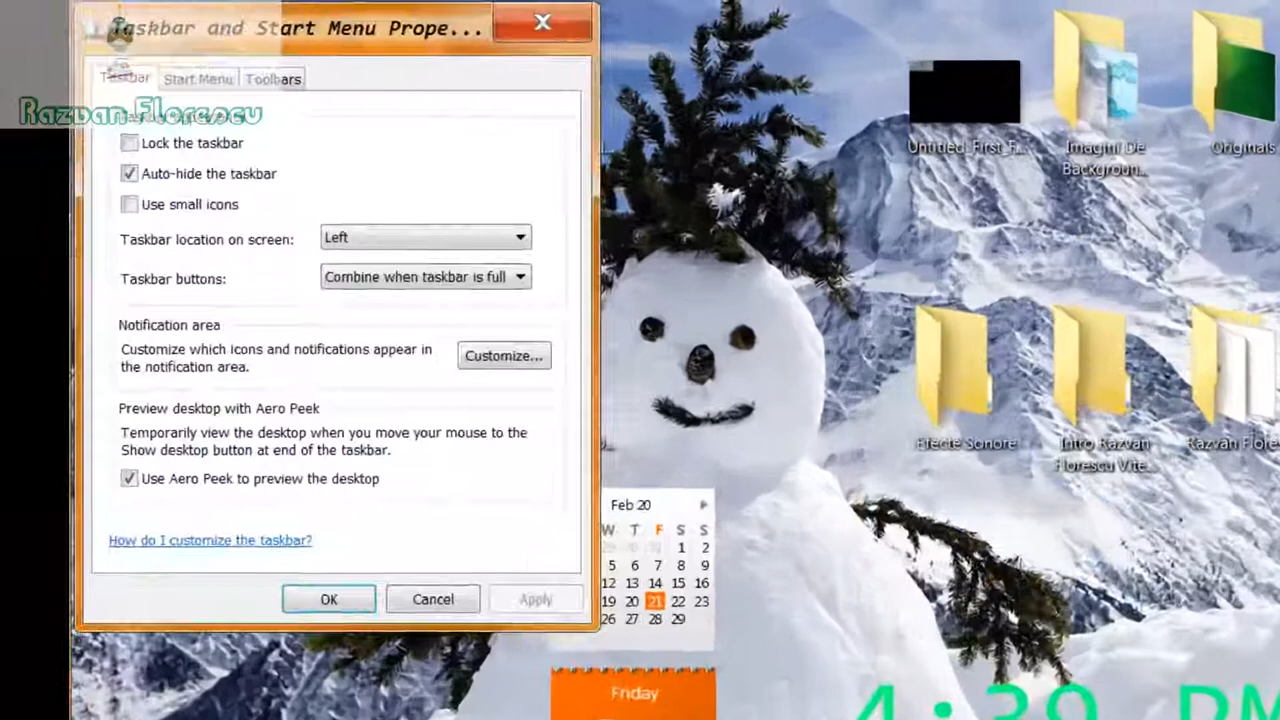 Taskbar and Start Menu Prope...
Taskbar
Start Menu
Toolbars
Razvan Florescu
Lock the taskbar
Auto-hide the taskbar
Use small icons
Taskbar location on screen:
Left
Taskbar buttons:
Combine when taskbar is full
Notification area
Customize which icons and notifications appear in
the notification area.
Customize...
Preview desktop with Aero Peek
Temporarily view the desktop when you move your mouse to the
Show desktop button at end of the taskbar.
Use Aero Peek to preview the desktop
How do I customize the taskbar?
OK
Cancel
Apply
Untitled_First_F...
Imagini De
Backgroun...
Originals
Efecte Sonore
Intro Razvan
Florescu Vite...
Razvan Flore
Feb 20
W T F S S
1 2
5 6 7 8 9
12 13 14 15 16
19 20 21 22 23
26 27 28 29
Friday
4:39 PM